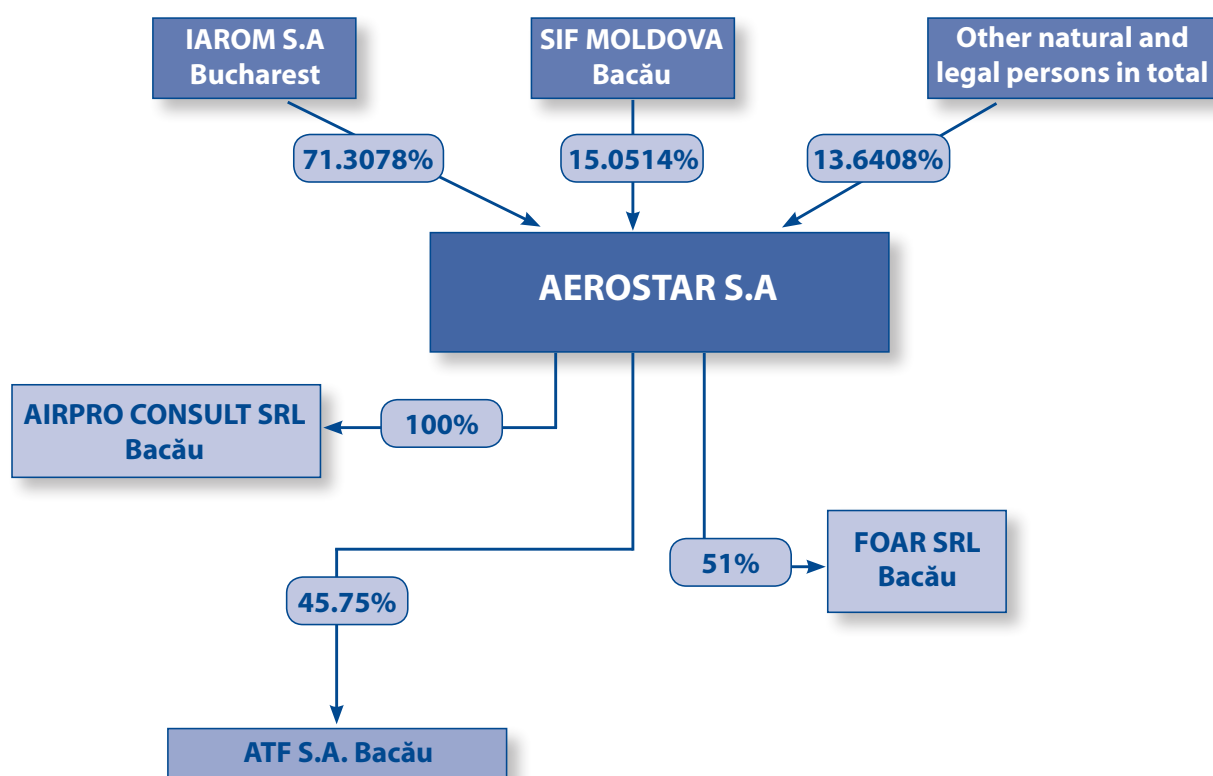 IAROM S.A
Bucharest
SIF MOLDOVA
Bacău
Other natural and
legal persons in total
71.3078%
15.0514%
13.6408%
AEROSTAR S.A
AIRPRO CONSULT SRL
Bacău
100%
FOAR SRL
Bacău
51%
45.75%
ATF S.A. Bacău